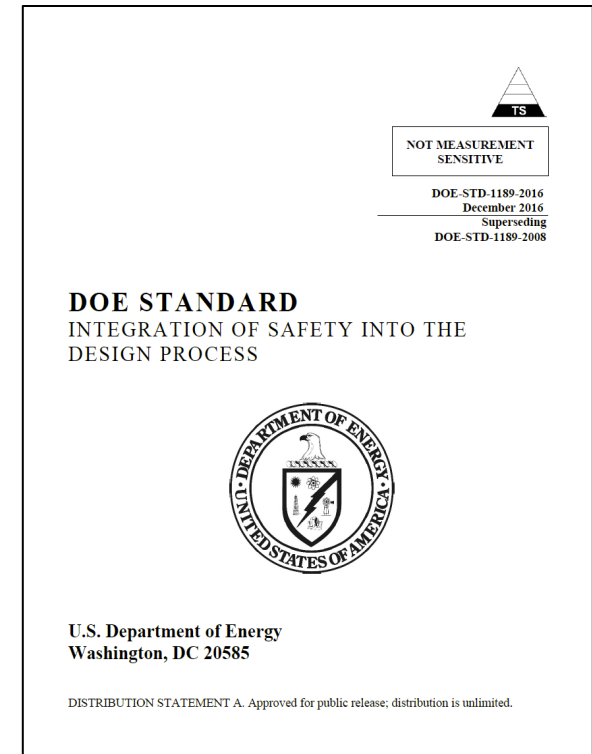 TS
NOT MEASUREMENT
SENSITIVE
DOE-STD-1189-2016
December 2016
Superseding
DOE-STD-1189-2008
DOE STANDARD
INTEGRATION OF SAFETY INTO THE
DESIGN PROCESS
DEPARTMENT OF ENERGY
UNITED STATES OF AMERICA
U.S. Department of Energy
Washington, DC 20585
DISTRIBUTION STATEMENT A. Approved for public release; distribution is unlimited.